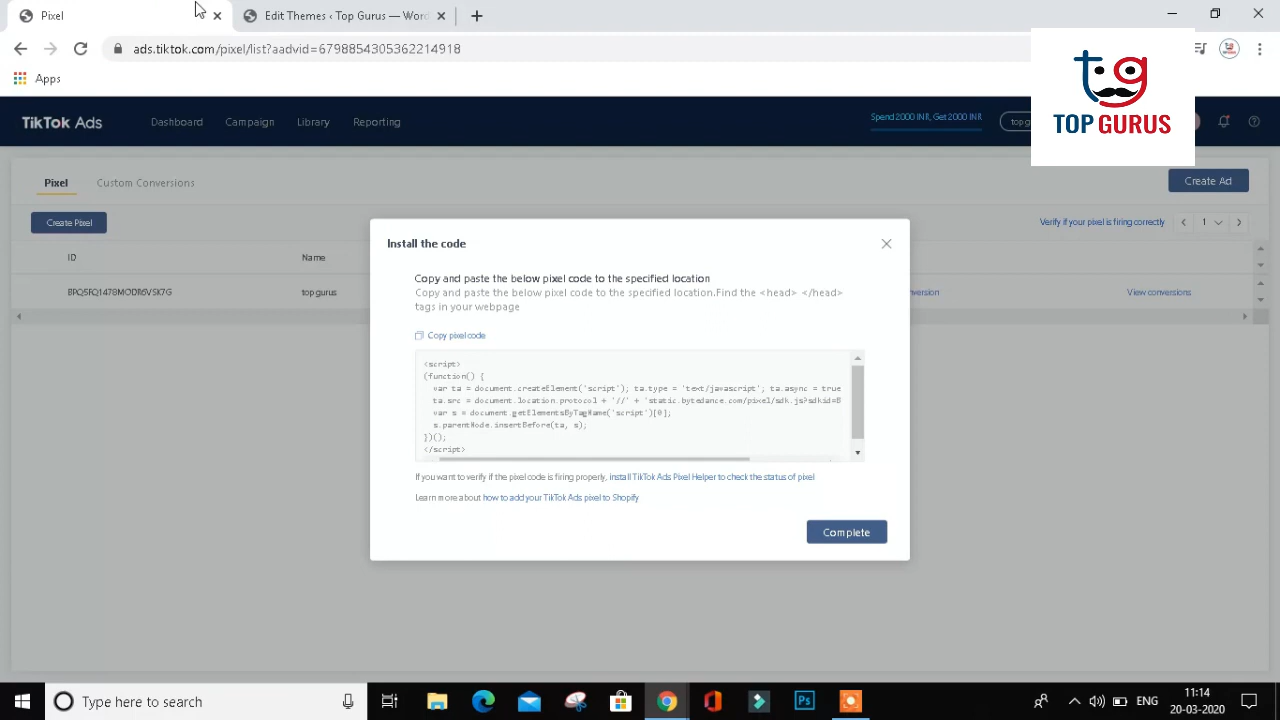 Pixel
Edit Themes ‹ Top Gurus — Word
ads.tiktok.com/pixel/list?aadvid=6798854305362214918
Apps
tg
TOP GURUS
TikTok Ads
Dashboard
Campaign
Library
Reporting
Spend 2000 INR, Get 2000 INR
top g
Pixel
Custom Conversions
Create Ad
Create Pixel
Verify if your pixel is firing correctly
1
ID
Name
top gurus
View conversions
Install the code
Copy and paste the below pixel code to the specified location
Copy and paste the below pixel code to the specified location.Find the <head> </head>
tags in your webpage
Copy pixel code
<script>
(function() {
var ta = document.createElement('script'); ta.type = 'text/javascript'; ta.async = true
ta.src = document.location.protocol + '//' + 'static.bytedance.com/pixel/sdk.js?sdkid=B
var s = document.getElementsByTagName('script')[0];
s.parentNode.insertBefore(ta, s);
})();
</script>
If you want to verify if the pixel code is firing properly, install TikTok Ads Pixel Helper to check the status of pixel
Learn more about how to add your TikTok Ads pixel to Shopify
Complete
Type here to search
Ps
ENG
11:14
20-03-2020